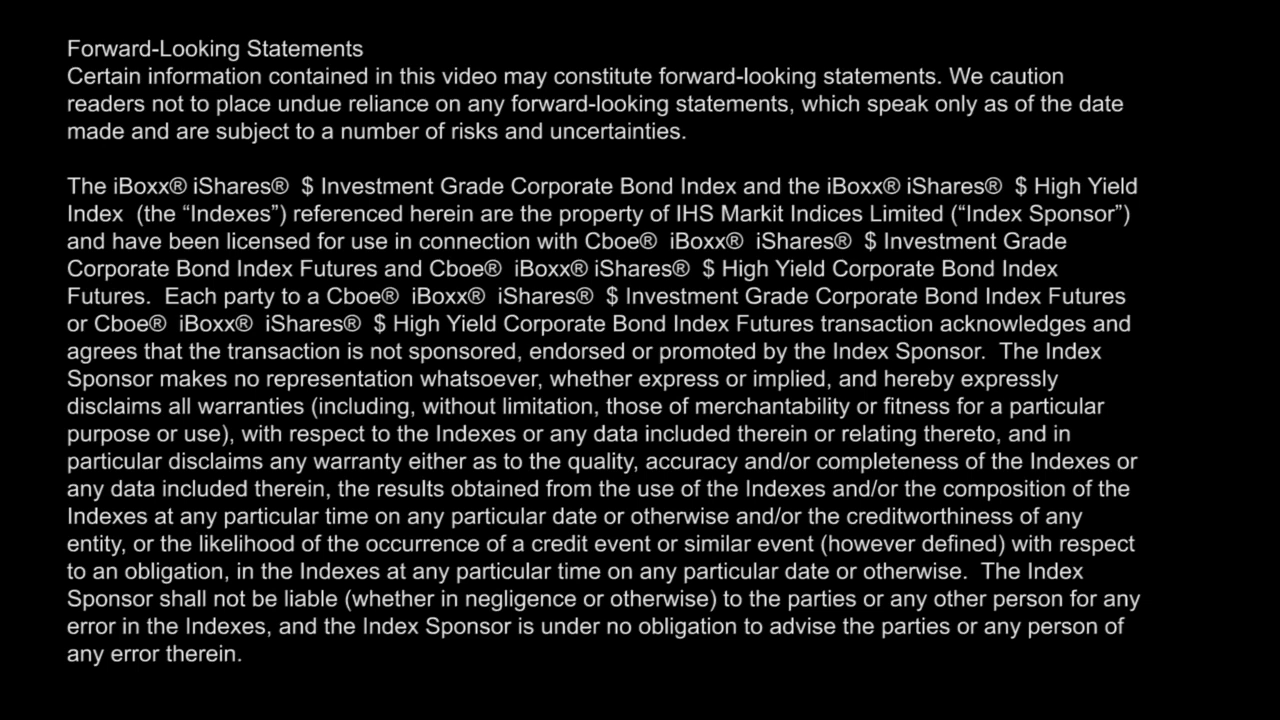 Forward-Looking Statements
Certain information contained in this video may constitute forward-looking statements. We caution
readers not to place undue reliance on any forward-looking statements, which speak only as of the date
made and are subject to a number of risks and uncertainties.
The iBoxx® iShares® $ Investment Grade Corporate Bond Index and the iBoxx® iShares® $ High Yield
Index (the “Indexes”) referenced herein are the property of IHS Markit Indices Limited (“Index Sponsor”)
and have been licensed for use in connection with Cboe® iBoxx® iShares® $ Investment Grade
Corporate Bond Index Futures and Cboe® iBoxx® iShares® $ High Yield Corporate Bond Index
Futures. Each party to a Cboe® iBoxx® iShares® $ Investment Grade Corporate Bond Index Futures
or Cboe® iBoxx® iShares® $ High Yield Corporate Bond Index Futures transaction acknowledges and
agrees that the transaction is not sponsored, endorsed or promoted by the Index Sponsor. The Index
Sponsor makes no representation whatsoever, whether express or implied, and hereby expressly
disclaims all warranties (including, without limitation, those of merchantability or fitness for a particular
purpose or use), with respect to the Indexes or any data included therein or relating thereto, and in
particular disclaims any warranty either as to the quality, accuracy and/or completeness of the Indexes or
any data included therein, the results obtained from the use of the Indexes and/or the composition of the
Indexes at any particular time on any particular date or otherwise and/or the creditworthiness of any
entity, or the likelihood of the occurrence of a credit event or similar event (however defined) with respect
to an obligation, in the Indexes at any particular time on any particular date or otherwise. The Index
Sponsor shall not be liable (whether in negligence or otherwise) to the parties or any other person for any
error in the Indexes, and the Index Sponsor is under no obligation to advise the parties or any person of
any error therein.